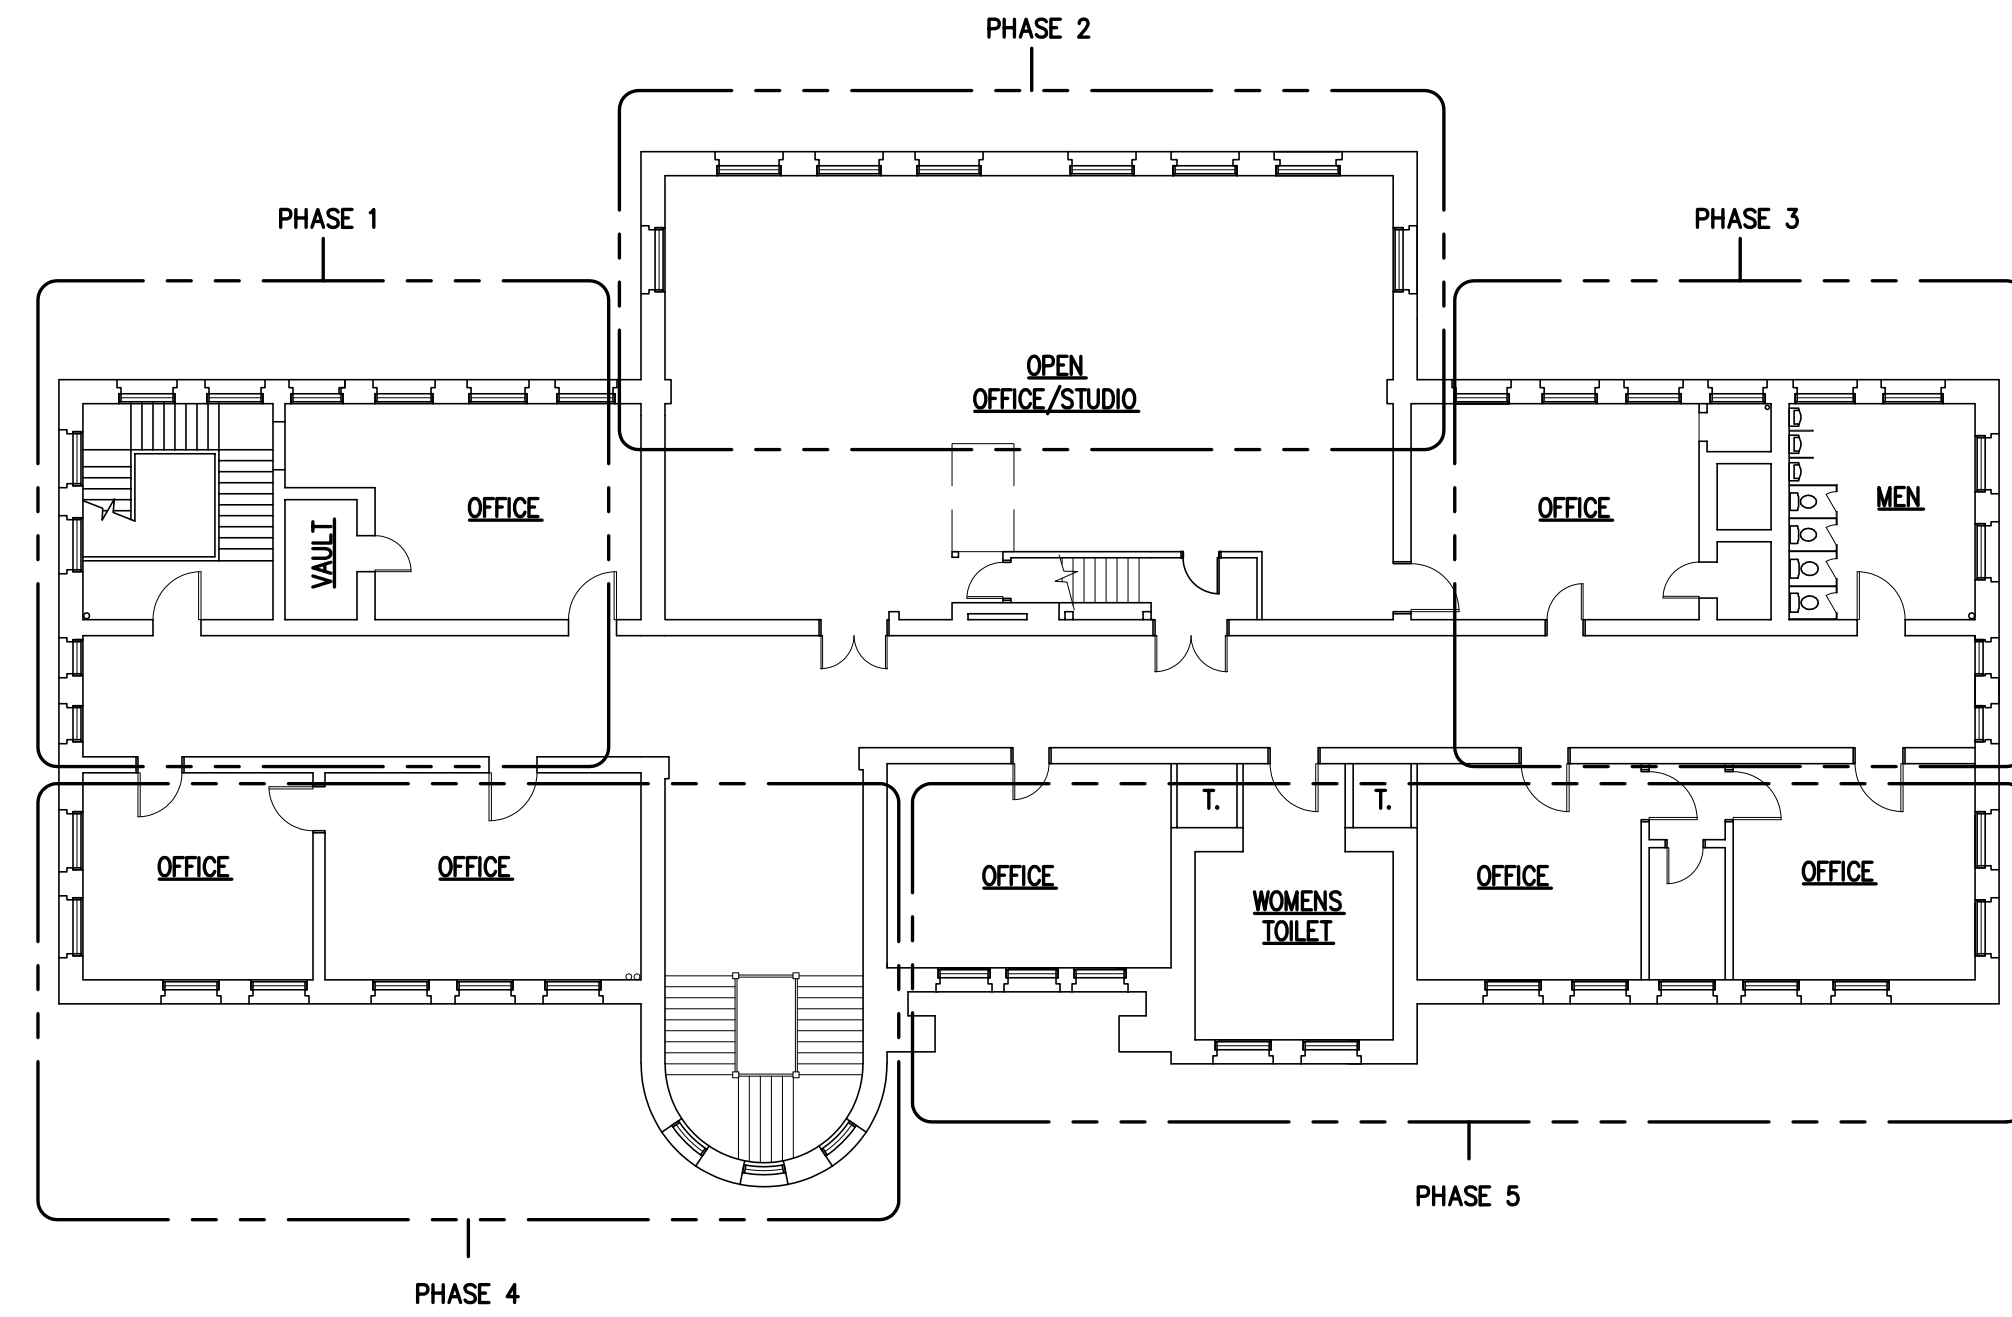 PHASE 2
PHASE 1
PHASE 3
OPEN
OFFICE/STUDIO
OFFICE
VAULT
OFFICE
MEN
T.
T.
OFFICE
OFFICE
OFFICE
WOMENS
TOILET
OFFICE
OFFICE
PHASE 5
PHASE 4